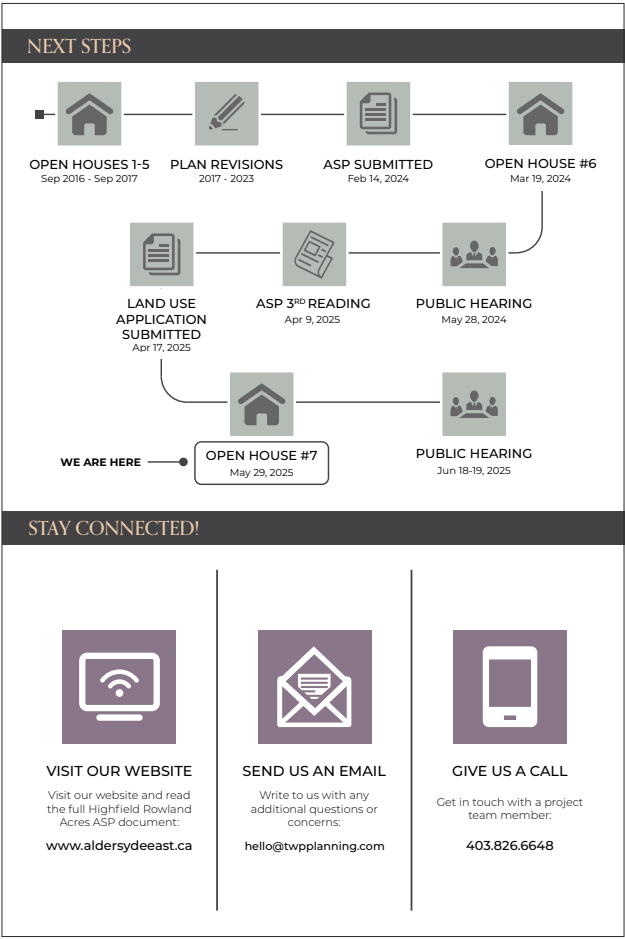 NEXT STEPS
OPEN HOUSES 1-5
Sep 2016 - Sep 2017
PLAN REVISIONS
2017 - 2023
ASP SUBMITTED
Feb 14, 2024
OPEN HOUSE #6
Mar 19, 2024
LAND USE
APPLICATION
SUBMITTED
Apr 17, 2025
ASP 3RD READING
Apr 9, 2025
PUBLIC HEARING
May 28, 2024
WE ARE HERE
OPEN HOUSE #7
May 29, 2025
PUBLIC HEARING
Jun 18-19, 2025
STAY CONNECTED!
VISIT OUR WEBSITE
Visit our website and read
the full Highfield Rowland
Acres ASP document:
www.aldersydeeast.ca
SEND US AN EMAIL
Write to us with any
additional questions or
concerns:
hello@twpplanning.com
GIVE US A CALL
Get in touch with a project
team member:
403.826.6648